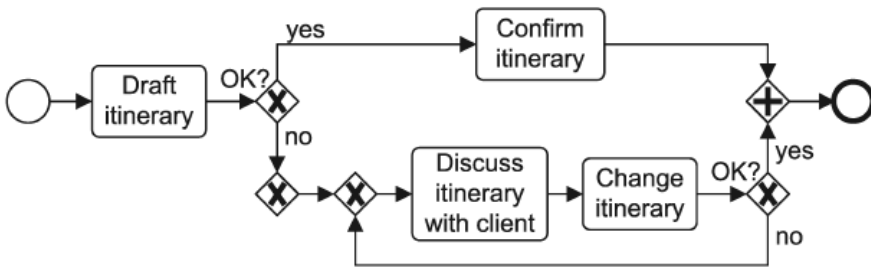 yes
Confirm
itinerary
Draft
itinerary
OK?
no
Discuss
itinerary
with client
Change
itinerary
OK?
yes
no